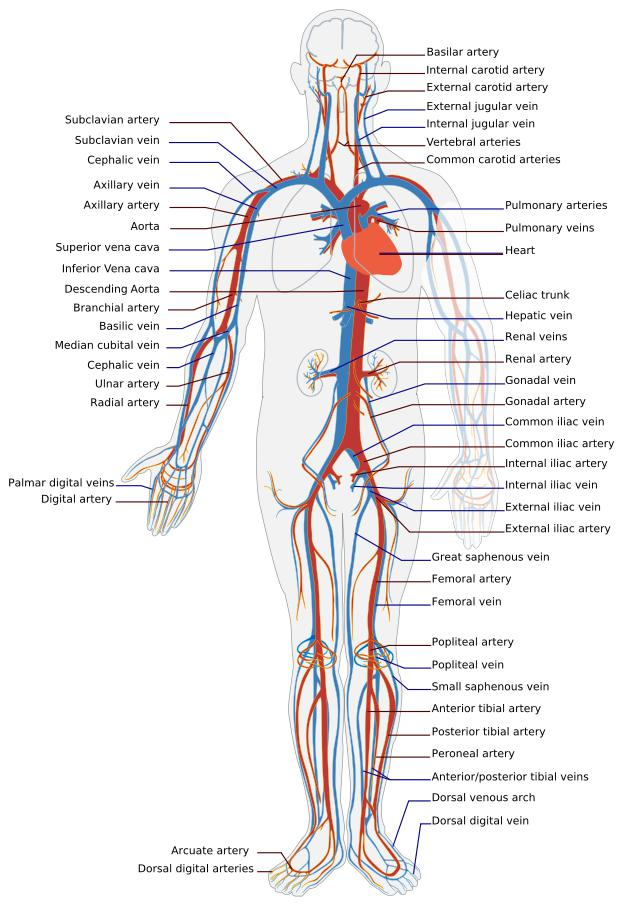 Basilar artery
Internal carotid artery
External carotid artery
External jugular vein
Internal jugular vein
Vertebral arteries
Common carotid arteries
Pulmonary arteries
Pulmonary veins
Heart
Celiac trunk
Hepatic vein
Renal veins
Renal artery
Gonadal vein
Gonadal artery
Common iliac vein
Common iliac artery
Internal iliac artery
Internal iliac vein
External iliac vein
External iliac artery
Great saphenous vein
Femoral artery
Femoral vein
Popliteal artery
Popliteal vein
Small saphenous vein
Anterior tibial artery
Posterior tibial artery
Peroneal artery
Anterior/posterior tibial veins
Dorsal venous arch
Dorsal digital vein
Subclavian artery
Subclavian vein
Cephalic vein
Axillary vein
Axillary artery
Aorta
Superior vena cava
Inferior Vena cava
Descending Aorta
Branchial artery
Basilic vein
Median cubital vein
Cephalic vein
Ulnar artery
Radial artery
Palmar digital veins
Digital artery
Arcuate artery
Dorsal digital arteries